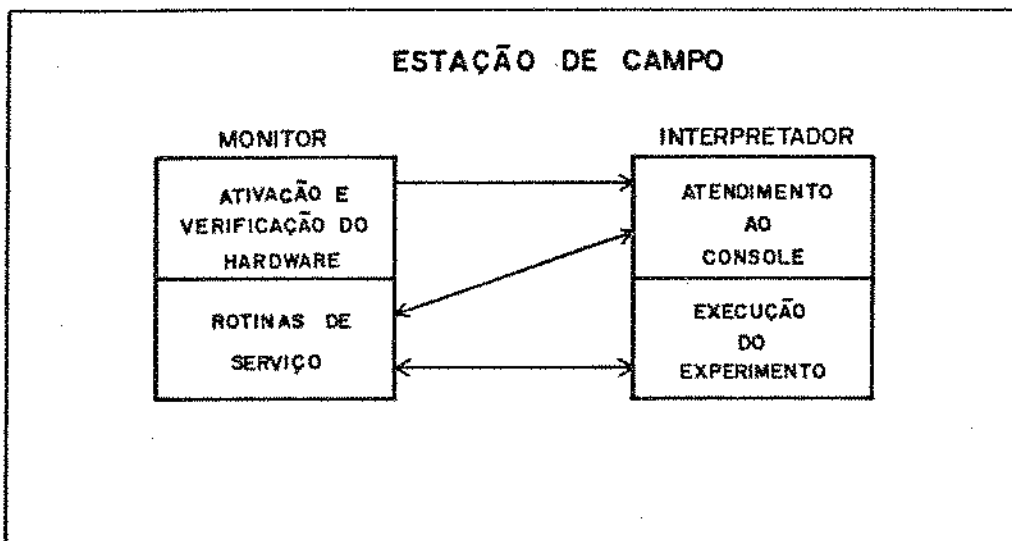 ESTAÇÃO DE CAMPO
MONITOR
ATIVAÇÃO E
VERIFICAÇÃO DO
HARDWARE
ROTINAS DE
SERVIÇO
INTERPRETADOR
ATENDIMENTO
AO
CONSOLE
EXECUÇÃO
DO
EXPERIMENTO